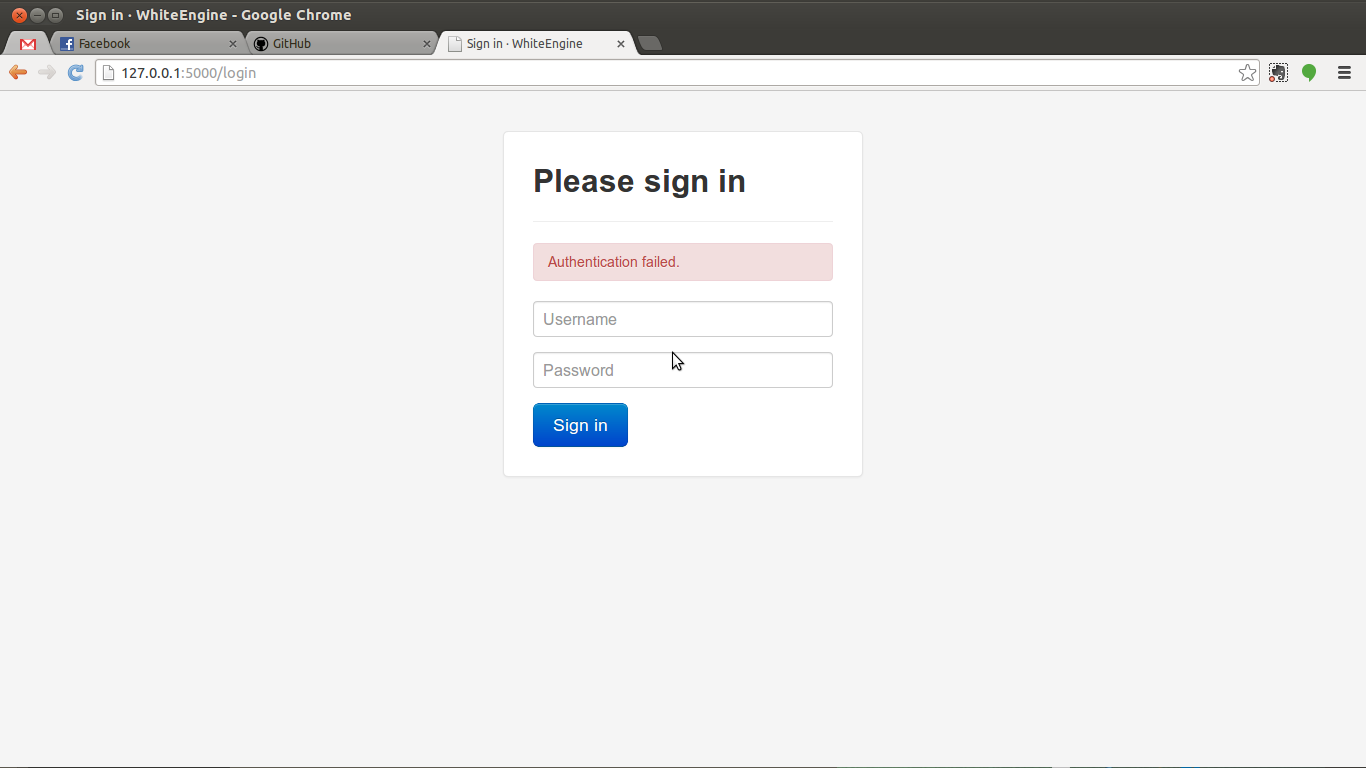 Sign in · WhiteEngine - Google Chrome
Facebook
GitHub
Sign in · WhiteEngine
127.0.0.1:5000/login
Please sign in
Authentication failed.
Username
Password
Sign in